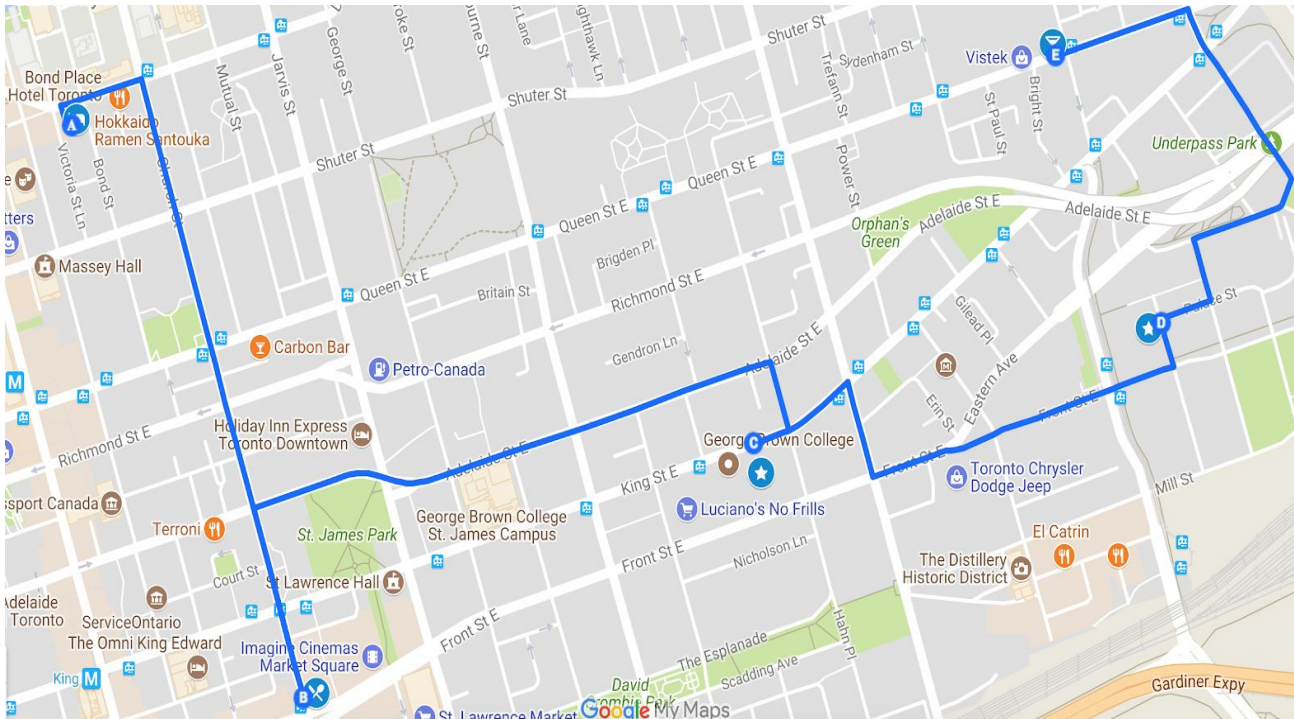 Bond Place
Hotel Toronto
A
Hokkaido
Ramen Santouka
Victoria St Ln
Bond St
Church St
Mutual St
Jarvis St
George St
Shuter St
Shuter St
Shuter St
Sydenham St
Trefann St
Power St
St Paul St
Bright St
Vistek
E
Underpass Park
Massey Hall
Queen St E
Queen St E
Queen St E
Brigden Pl
Britain St
Richmond St E
Richmond St E
Gendron Ln
Orphan's
Green
Adelaide St E
Adelaide St E
Adelaide St E
Adelaide St E
Gilead Pl
Eastern Ave
Erin St
Palace St
D
Carbon Bar
Petro-Canada
M
Holiday Inn Express
Toronto Downtown
C
George Brown College
King St E
Front St E
Front St E
Front St E
Front St E
Toronto Chrysler
Dodge Jeep
Mill St
Luciano's No Frills
Nicholson Ln
El Catrin
The Distillery
Historic District
Terroni
St. James Park
George Brown College
St. James Campus
Court St
St Lawrence Hall
Adelaide
Toronto
ServiceOntario
The Omni King Edward
Imagine Cinemas
Market Square
B
King
M
The Esplanade
Scadding Ave
Hahn Pl
David
Crombie Park
St. Lawrence Market
Google My Maps
Gardiner Expy